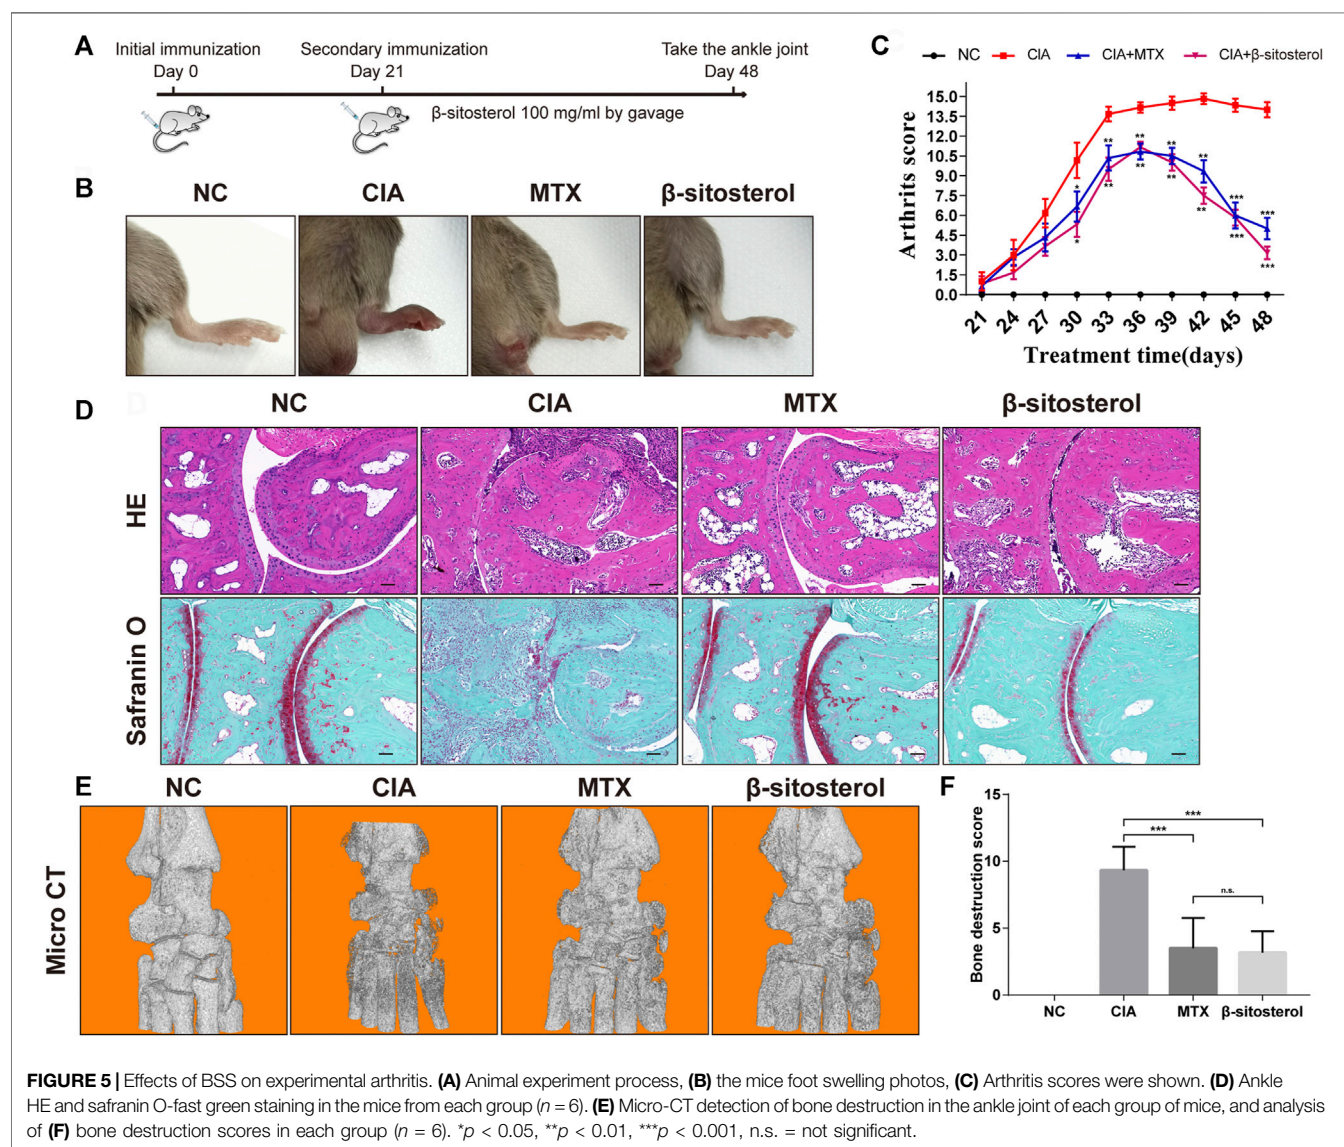 A
Initial immunization
Day 0
Secondary immunization
Day 21
Take the ankle joint
Day 48
β-sitosterol 100 mg/ml by gavage
B
NC
CIA
MTX
β-sitosterol
C
NC
CIA
CIA+MTX
CIA+β-sitosterol
Arthrits score
15.0
13.5
12.0
10.5
9.0
7.5
6.0
4.5
3.0
1.5
0.0
* ** ** ** ** *** ***
* ** ** ** ** *** ***
21 24 27 30 33 36 39 42 45 48
Treatment time(days)
D
NC
CIA
MTX
β-sitosterol
HE
Safranin O
E
NC
CIA
MTX
β-sitosterol
Micro CT
F
Bone destruction score
15
10
5
0
***
***
n.s.
NC CIA MTX β-sitosterol
FIGURE 5 | Effects of BSS on experimental arthritis. (A) Animal experiment process, (B) the mice foot swelling photos, (C) Arthritis scores were shown. (D) Ankle
HE and safranin O-fast green staining in the mice from each group (n = 6). (E) Micro-CT detection of bone destruction in the ankle joint of each group of mice, and analysis
of (F) bone destruction scores in each group (n = 6). *p < 0.05, **p < 0.01, ***p < 0.001, n.s. = not significant.